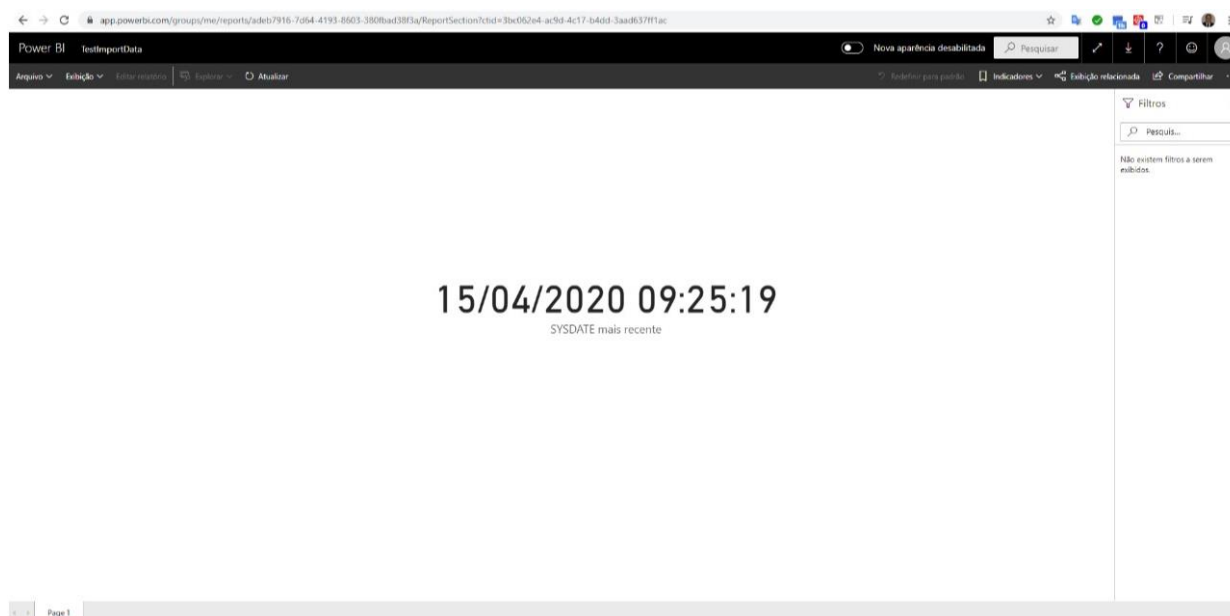 app.powerbi.com/groups/me/reports/adeb7916-7d64-4193-8603-380fbad38f3a/ReportSection?ctid=3bc062e4-ac9d-4c17-b4dd-3aad637ff1ac
Power BI TestImportData Nova aparência desabilitada Pesquisar
Arquivo Exibição Editar relatório Explorar Atualizar Redefinir para padrão Indicadores Exibição relacionada Compartilhar
Filtros
Pesquis...
Não existem filtros a serem
exibidos.
15/04/2020 09:25:19
SYSDATE mais recente
Page 1